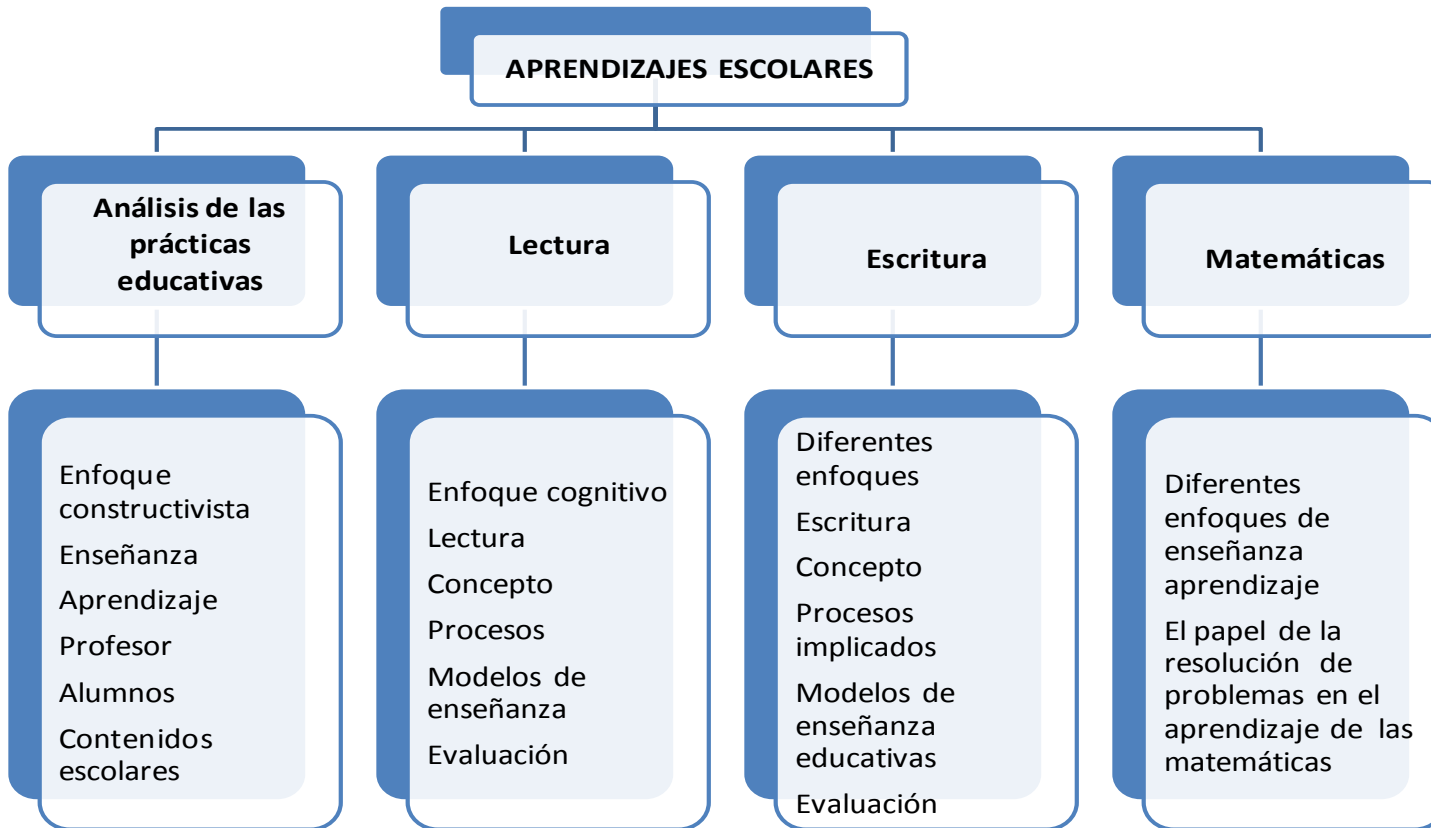 APRENDIZAJES ESCOLARES
Análisis de las
prácticas
educativas
Lectura
Escritura
Matemáticas
Enfoque
constructivista
Enseñanza
Aprendizaje
Profesor
Alumnos
Contenidos
escolares
Enfoque cognitivo
Lectura
Concepto
Procesos
Modelos de
enseñanza
Evaluación
Diferentes
enfoques
Escritura
Concepto
Procesos
implicados
Modelos de
enseñanza
educativas
Evaluación
Diferentes
enfoques de
enseñanza
aprendizaje
El papel de la
resolución de
problemas en el
aprendizaje de las
matemáticas